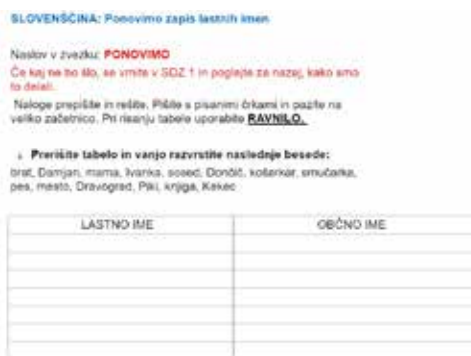 SLOVENŠČINA: Ponovimo zapis lastnih imen
Naslov v zvezku: PONOVIMO
Če kaj ne bo šlo, se vrnite v SDZ 1 in poglejte za nazaj, kako smo
to delali.
Naloge prepišite in rešite. Pišite s pisanimi črkami in pazite na
veliko začetnico. Pri risanju tabele uporabite RAVNILO.
Prerišite tabelo in vanjo razvrstite naslednje besede:
brat, Damjan, mama, Ivanka, sosed, Dončič, košarkar, smučarka,
pes, mesto, Dravograd, Piki, knjiga, Kekec
LASTNO IME
OBČNO IME